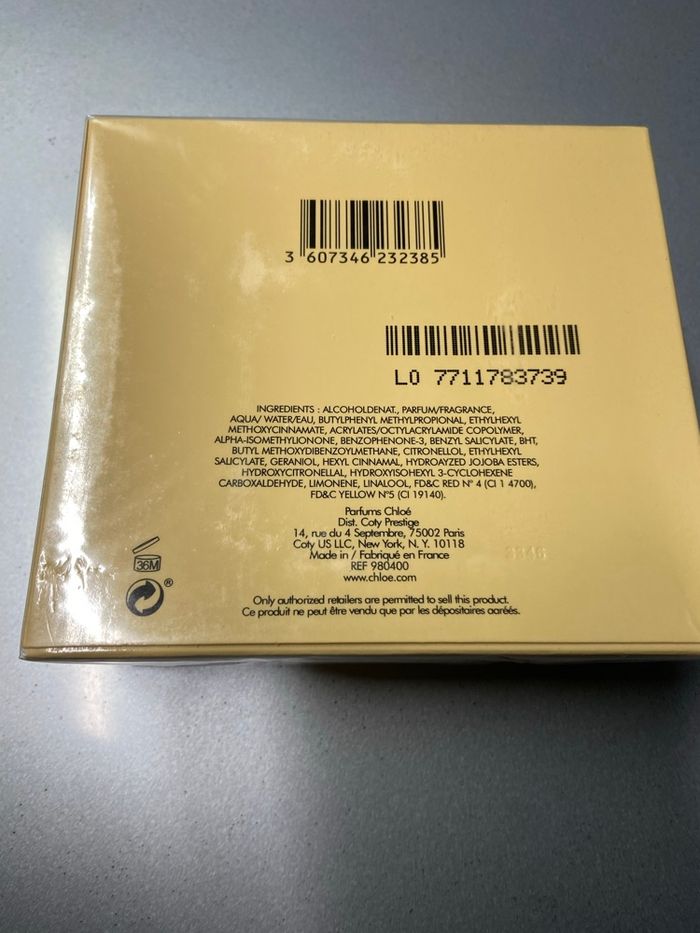 3 607346 232385
LO 7711783739
INGREDIENTS : ALCOHOLDENAT., PARFUM/FRAGRANCE,
AQUA/ WATER/EAU, BUTYLPHENYL METHYLPROPIONAL, ETHYLHEXYL
METHOXYCINNAMATE, ACRYLATES/OCTYLACRYLAMIDE COPOLYMER,
ALPHA-ISOMETHYLIONONE, BENZOPHENONE-3, BENZYL SALICYLATE, BHT,
BUTYL METHOXYDIBENZOYLMETHANE, CITRONELLOL, ETHYLHEXYL
SALICYLATE, GERANIOL, HEXYL CINNAMAL, HYDROAYZED JOJOBA ESTERS,
HYDROXYCITRONELLAL, HYDROXYISOHEXYL 3-CYCLOHEXENE
CARBOXALDEHYDE, LIMONENE, LINALOOL, FD&C RED N° 4 (CI 1 4700),
FD&C YELLOW N°5 (CI 19140).
Parfums Chloé
Dist. Coty Prestige
14, rue du 4 Septembre, 75002 Paris
Coty US LLC, New York, N. Y. 10118
Made in / Fabriqué en France
REF 980400
www.chloe.com
36M
®
Only authorized retailers are permitted to sell this product.
Ce produit ne peut être vendu que par les dépositaires agréés.